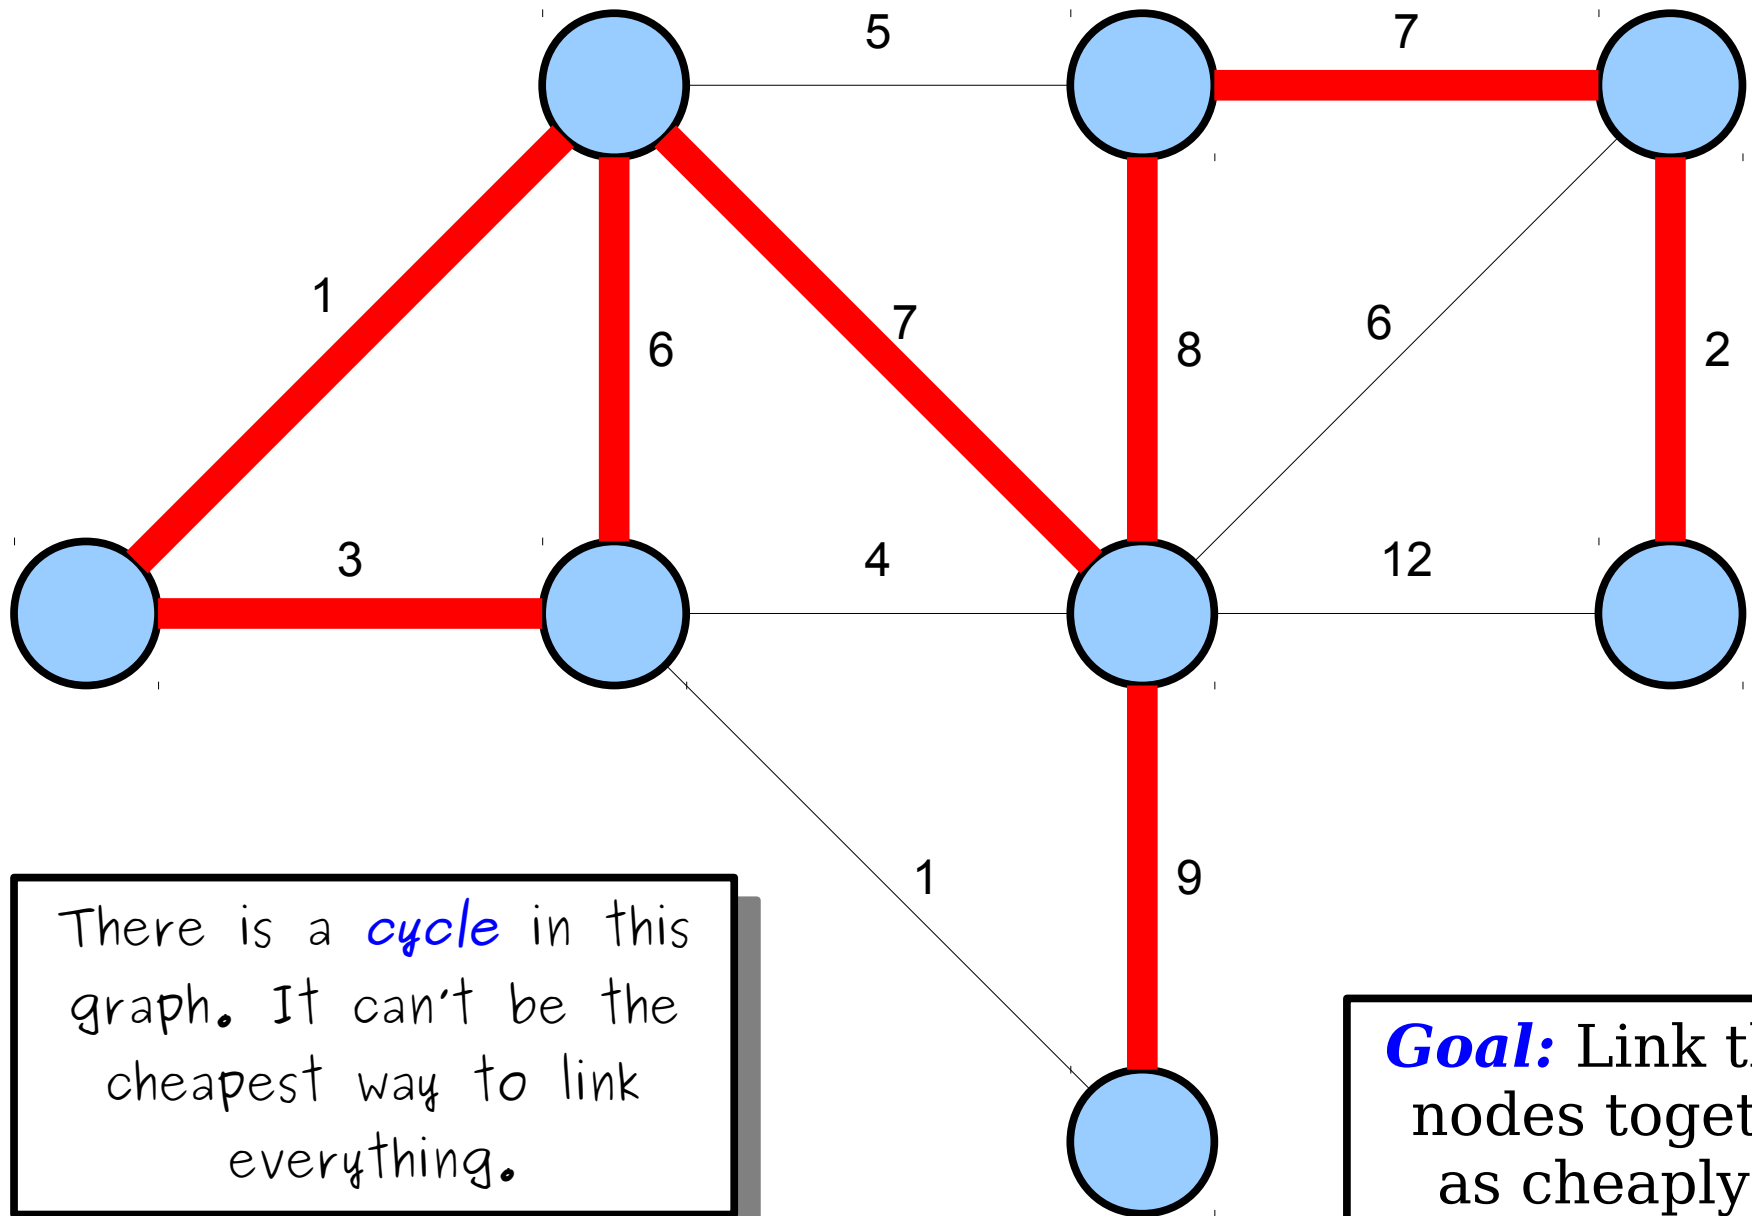 5
7
1
6
7
8
6
2
3
4
12
1
9
There is a cycle in this
graph. It can't be the
cheapest way to link
everything.
Goal: Link
nodes
as cheaply